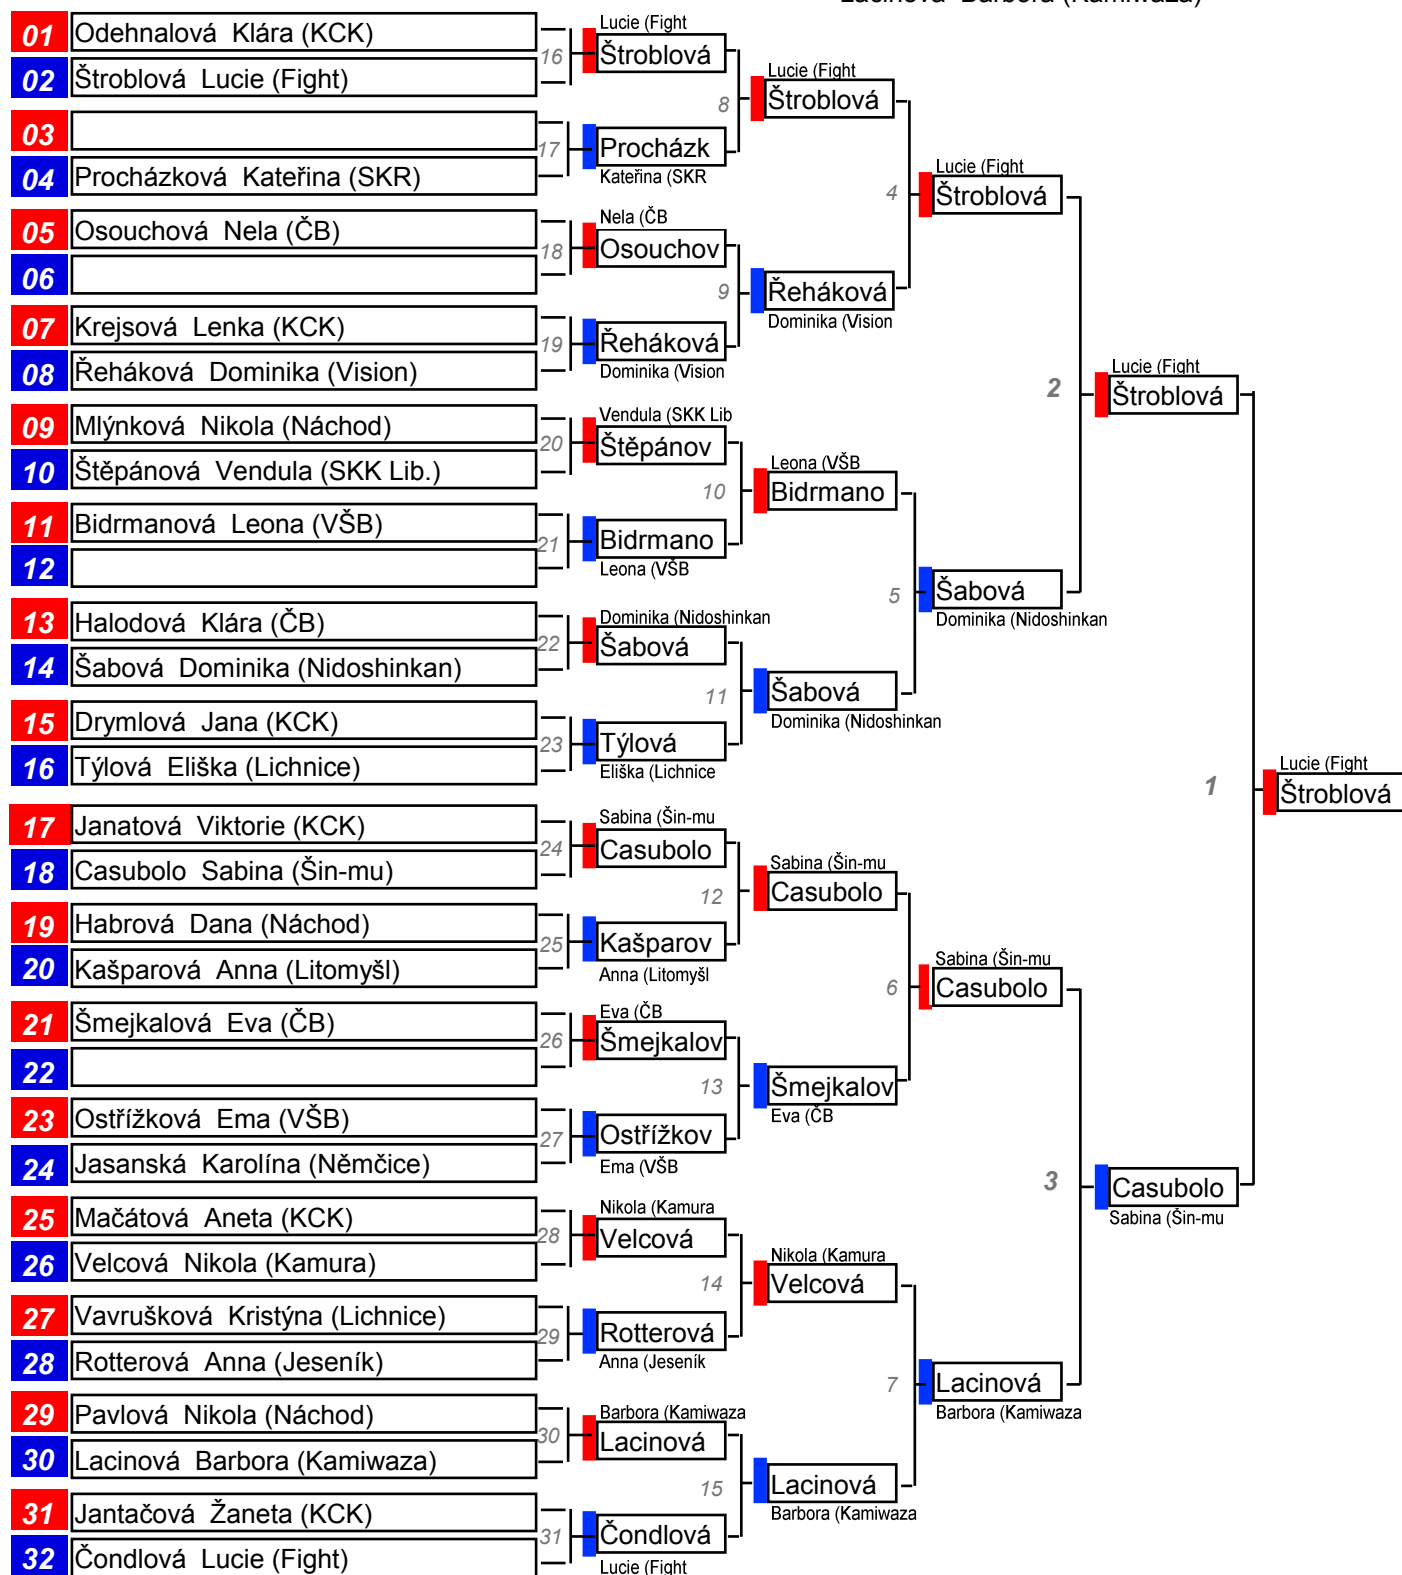 Lacinová Barbora (Kamiwaza)
01 Odehnalová Klára (KCK)
02 Štroblová Lucie (Fight)
03
04 Procházková Kateřina (SKR)
05 Osouchová Nela (ČB)
06
07 Krejsová Lenka (KCK)
08 Řeháková Dominika (Vision)
09 Mlýnková Nikola (Náchod)
10 Štěpánová Vendula (SKK Lib.)
11 Bidrmanová Leona (VŠB)
12
13 Halodová Klára (ČB)
14 Šabová Dominika (Nidoshinkan)
15 Drymlová Jana (KCK)
16 Týlová Eliška (Lichnice)
17 Janatová Viktorie (KCK)
18 Casubolo Sabina (Šin-mu)
19 Habrová Dana (Náchod)
20 Kašparová Anna (Litomyšl)
21 Šmejkalová Eva (ČB)
22
23 Ostřížková Ema (VŠB)
24 Jasanská Karolína (Němčice)
25 Mačátová Aneta (KCK)
26 Velcová Nikola (Kamura)
27 Vavrušková Kristýna (Lichnice)
28 Rotterová Anna (Jeseník)
29 Pavlová Nikola (Náchod)
30 Lacinová Barbora (Kamiwaza)
31 Jantačová Žaneta (KCK)
32 Čondlová Lucie (Fight)
16
Lucie (Fight
Štroblová
17
Procházk
Kateřina (SKR
18
Nela (ČB
Osouchov
19
Řeháková
Dominika (Vision
20
Vendula (SKK Lib
Štěpánov
21
Bidrmano
Leona (VŠB
22
Dominika (Nidoshinkan
Šabová
23
Týlová
Eliška (Lichnice
24
Sabina (Šin-mu
Casubolo
25
Kašparov
Anna (Litomyšl
26
Eva (ČB
Šmejkalov
27
Ostřížkov
Ema (VŠB
28
Nikola (Kamura
Velcová
29
Rotterová
Anna (Jeseník
30
Barbora (Kamiwaza
Lacinová
31
Čondlová
Lucie (Fight
8
Lucie (Fight
Štroblová
9
Řeháková
Dominika (Vision
10
Leona (VŠB
Bidrmano
11
Šabová
Dominika (Nidoshinkan
12
Sabina (Šin-mu
Casubolo
13
Šmejkalov
Eva (ČB
14
Nikola (Kamura
Velcová
15
Lacinová
Barbora (Kamiwaza
4
Lucie (Fight
Štroblová
5
Šabová
Dominika (Nidoshinkan
6
Sabina (Šin-mu
Casubolo
7
Lacinová
Barbora (Kamiwaza
2
Lucie (Fight
Štroblová
3
Casubolo
Sabina (Šin-mu
1
Lucie (Fight
Štroblová